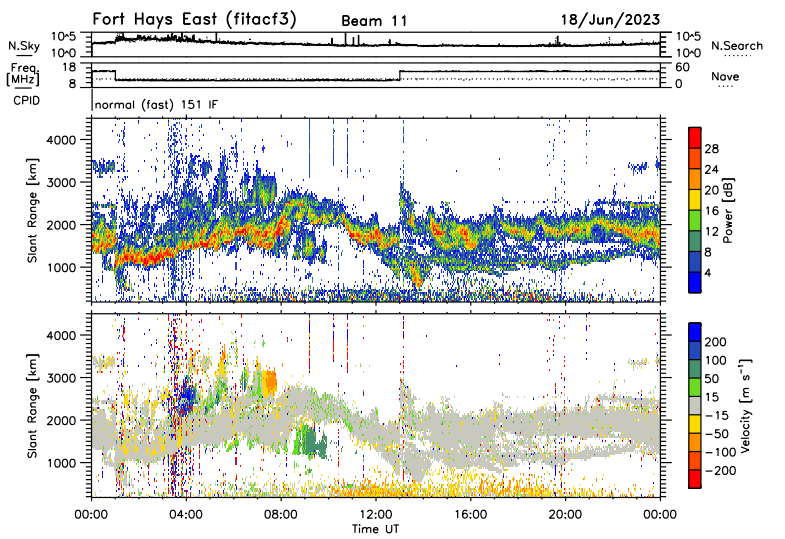 Fort Hays East (fitacf3) Beam 11 18/Jun/2023
N.Sky 10^5 10^0 10^5 10^0 N.Search
Freq. [MHz] 18 8 60 0 Nave
CPID normal (fast) 151 IF
Slant Range [km] 4000 3000 2000 1000
28 24 20 16 12 8 4 Power [dB]
Slant Range [km] 4000 3000 2000 1000
200 100 50 15 −15 −50 −100 −200 Velocity [m s⁻¹]
00:00 04:00 08:00 12:00 16:00 20:00 00:00
Time UT